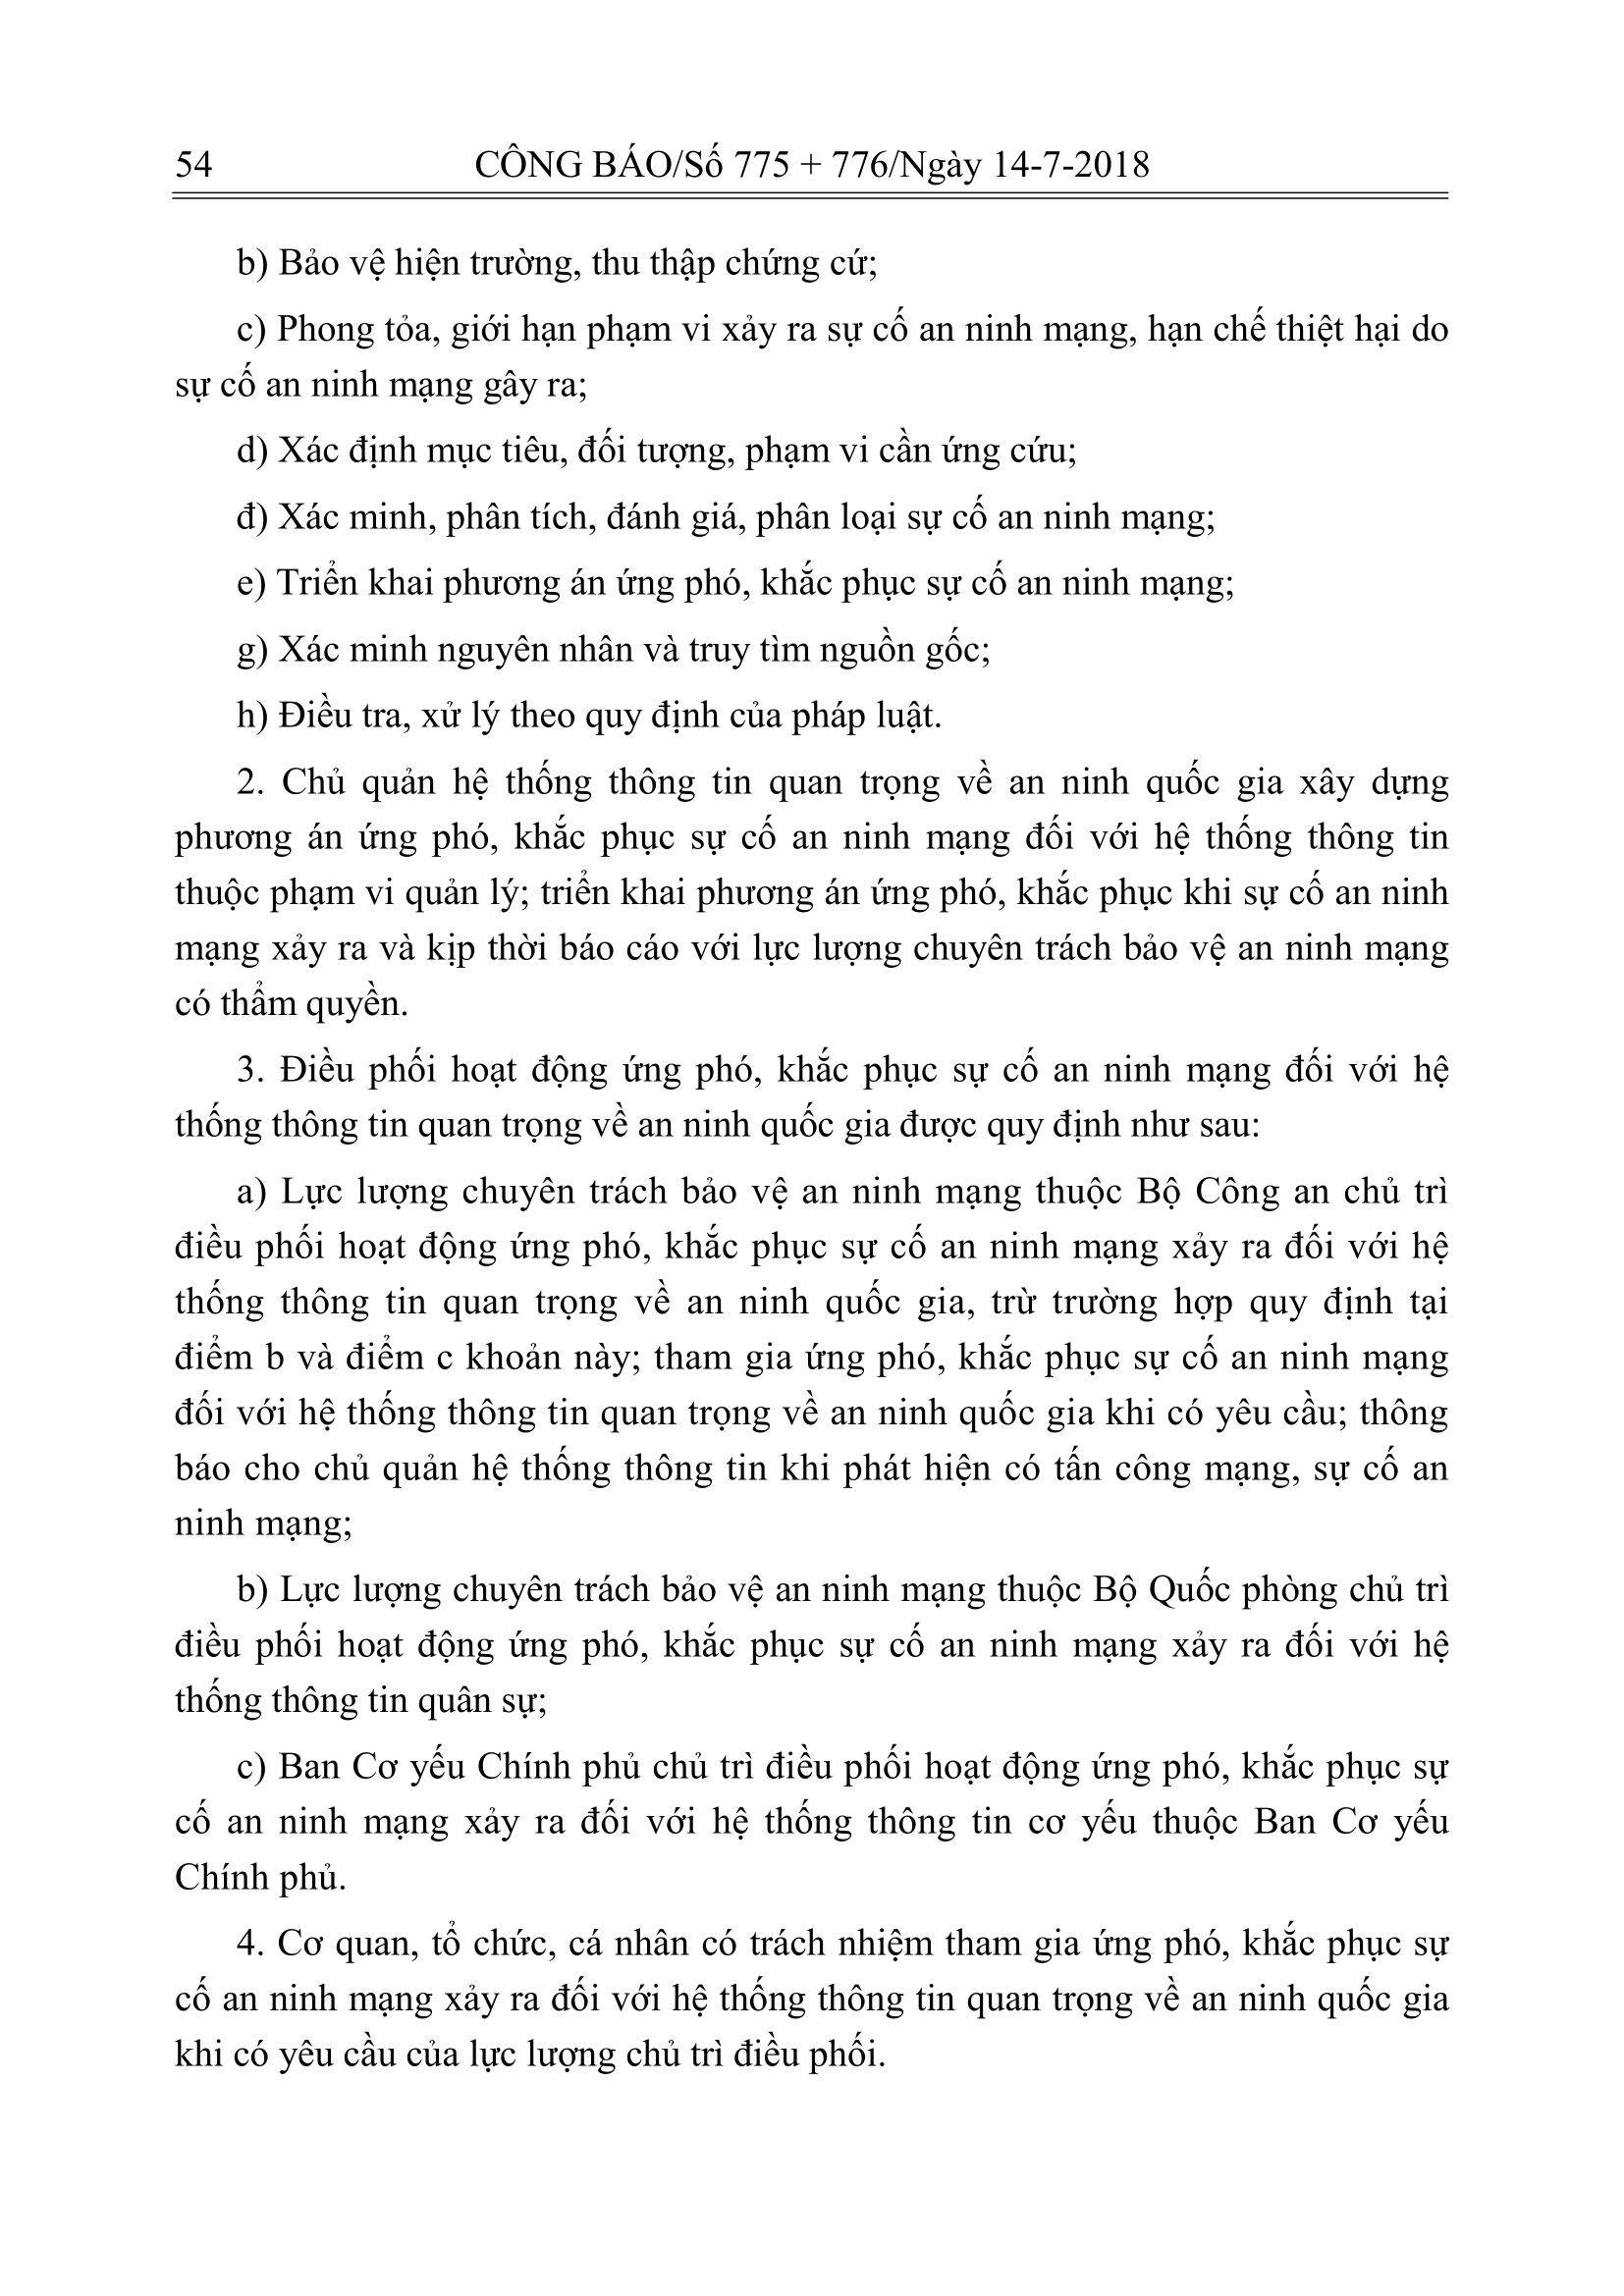 54 CÔNG BÁO/Số 775 + 776/Ngày 14-7-2018
b) Bảo vệ hiện trường, thu thập chứng cứ;
c) Phong tỏa, giới hạn phạm vi xảy ra sự cố an ninh mạng, hạn chế thiệt hại do
sự cố an ninh mạng gây ra;
d) Xác định mục tiêu, đối tượng, phạm vi cần ứng cứu;
đ) Xác minh, phân tích, đánh giá, phân loại sự cố an ninh mạng;
e) Triển khai phương án ứng phó, khắc phục sự cố an ninh mạng;
g) Xác minh nguyên nhân và truy tìm nguồn gốc;
h) Điều tra, xử lý theo quy định của pháp luật.
2. Chủ quản hệ thống thông tin quan trọng về an ninh quốc gia xây dựng
phương án ứng phó, khắc phục sự cố an ninh mạng đối với hệ thống thông tin
thuộc phạm vi quản lý; triển khai phương án ứng phó, khắc phục khi sự cố an ninh
mạng xảy ra và kịp thời báo cáo với lực lượng chuyên trách bảo vệ an ninh mạng
có thẩm quyền.
3. Điều phối hoạt động ứng phó, khắc phục sự cố an ninh mạng đối với hệ
thống thông tin quan trọng về an ninh quốc gia được quy định như sau:
a) Lực lượng chuyên trách bảo vệ an ninh mạng thuộc Bộ Công an chủ trì
điều phối hoạt động ứng phó, khắc phục sự cố an ninh mạng xảy ra đối với hệ
thống thông tin quan trọng về an ninh quốc gia, trừ trường hợp quy định tại
điểm b và điểm c khoản này; tham gia ứng phó, khắc phục sự cố an ninh mạng
đối với hệ thống thông tin quan trọng về an ninh quốc gia khi có yêu cầu; thông
báo cho chủ quản hệ thống thông tin khi phát hiện có tấn công mạng, sự cố an
ninh mạng;
b) Lực lượng chuyên trách bảo vệ an ninh mạng thuộc Bộ Quốc phòng chủ trì
điều phối hoạt động ứng phó, khắc phục sự cố an ninh mạng xảy ra đối với hệ
thống thông tin quân sự;
c) Ban Cơ yếu Chính phủ chủ trì điều phối hoạt động ứng phó, khắc phục sự
cố an ninh mạng xảy ra đối với hệ thống thông tin cơ yếu thuộc Ban Cơ yếu
Chính phủ.
4. Cơ quan, tổ chức, cá nhân có trách nhiệm tham gia ứng phó, khắc phục sự
cố an ninh mạng xảy ra đối với hệ thống thông tin quan trọng về an ninh quốc gia
khi có yêu cầu của lực lượng chủ trì điều phối.